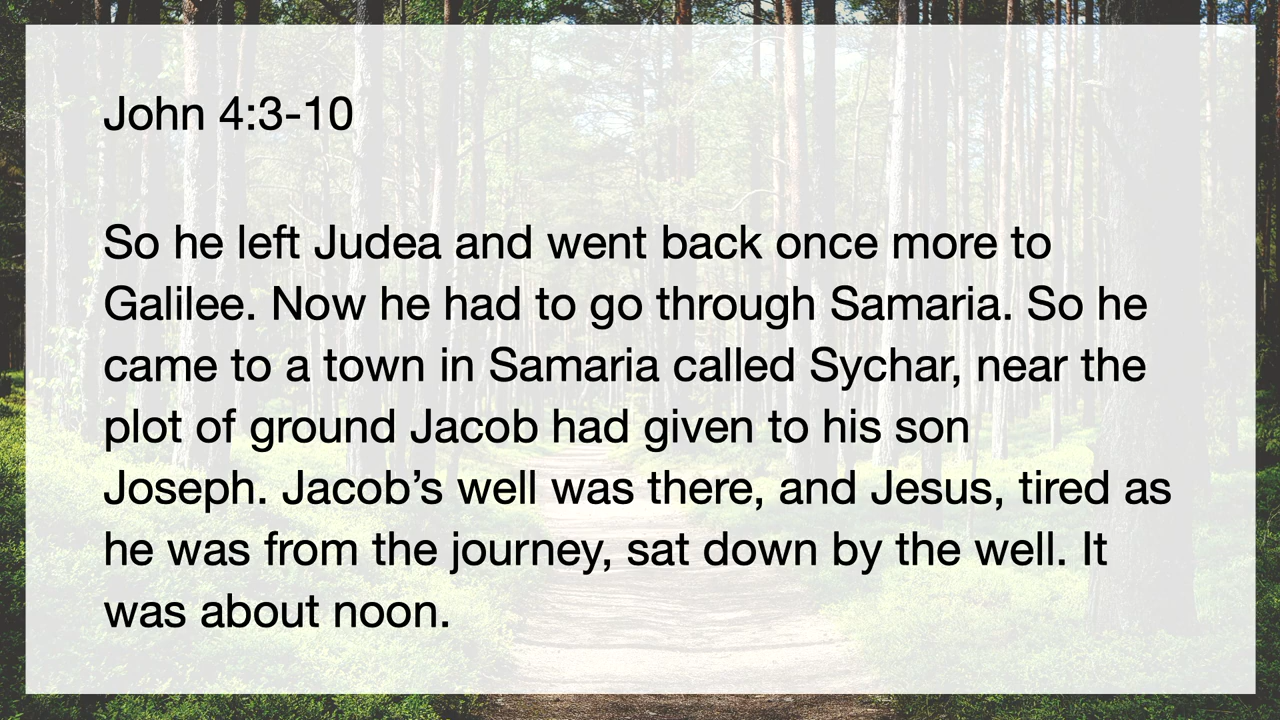 John 4:3-10
So he left Judea and went back once more to
Galilee. Now he had to go through Samaria. So he
came to a town in Samaria called Sychar, near the
plot of ground Jacob had given to his son
Joseph. Jacob’s well was there, and Jesus, tired as
he was from the journey, sat down by the well. It
was about noon.